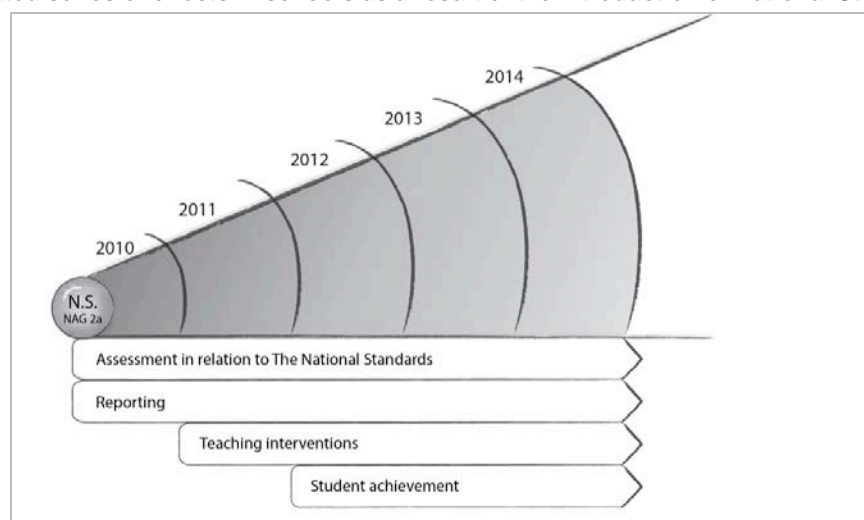 2014
2013
2012
2011
2010
N.S.
NAG 2a
Assessment in relation to The National Standards
Reporting
Teaching interventions
Student achievement